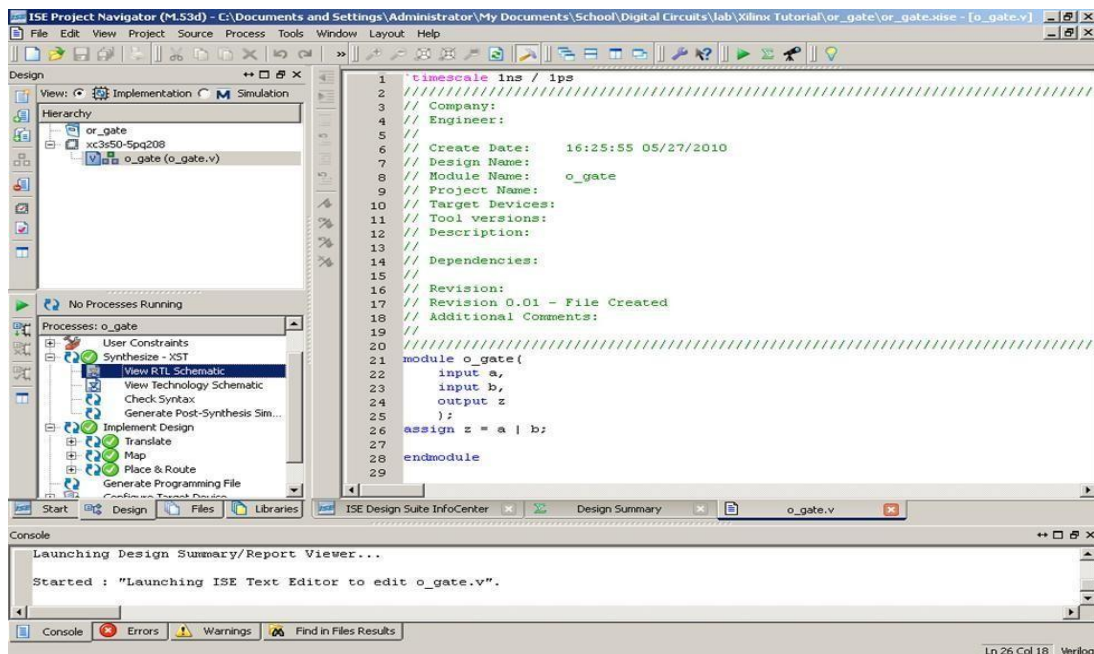 ISE Project Navigator (M.53d) - C:\Documents and Settings\Administrator\My Documents\School\Digital Circuits\lab\Xilinx Tutorial\or_gate\or_gate.xise - [o_gate.v]
File Edit View Project Source Process Tools Window Layout Help
Design
View: Implementation Simulation
Hierarchy
or_gate
xc3s50-5pq208
o_gate (o_gate.v)
No Processes Running
Processes: o_gate
User Constraints
Synthesize - XST
View RTL Schematic
View Technology Schematic
Check Syntax
Generate Post-Synthesis Sim...
Implement Design
Translate
Map
Place & Route
Generate Programming File
Configure Target Device
Start Design Files Libraries
1 `timescale 1ns / 1ps
2 ////////////////////////////////////////////////////////////////////////////////
3 // Company:
4 // Engineer:
5 //
6 // Create Date: 16:25:55 05/27/2010
7 // Design Name:
8 // Module Name: o_gate
9 // Project Name:
10 // Target Devices:
11 // Tool versions:
12 // Description:
13 //
14 // Dependencies:
15 //
16 // Revision:
17 // Revision 0.01 - File Created
18 // Additional Comments:
19 //
20 ////////////////////////////////////////////////////////////////////////////////
21 module o_gate(
22 input a,
23 input b,
24 output z
25 );
26 assign z = a | b;
27
28 endmodule
29
ISE Design Suite InfoCenter Design Summary o_gate.v
Console
Launching Design Summary/Report Viewer...
Started : "Launching ISE Text Editor to edit o_gate.v".
Console Errors Warnings Find in Files Results
Ln 26 Col 18 Verilog